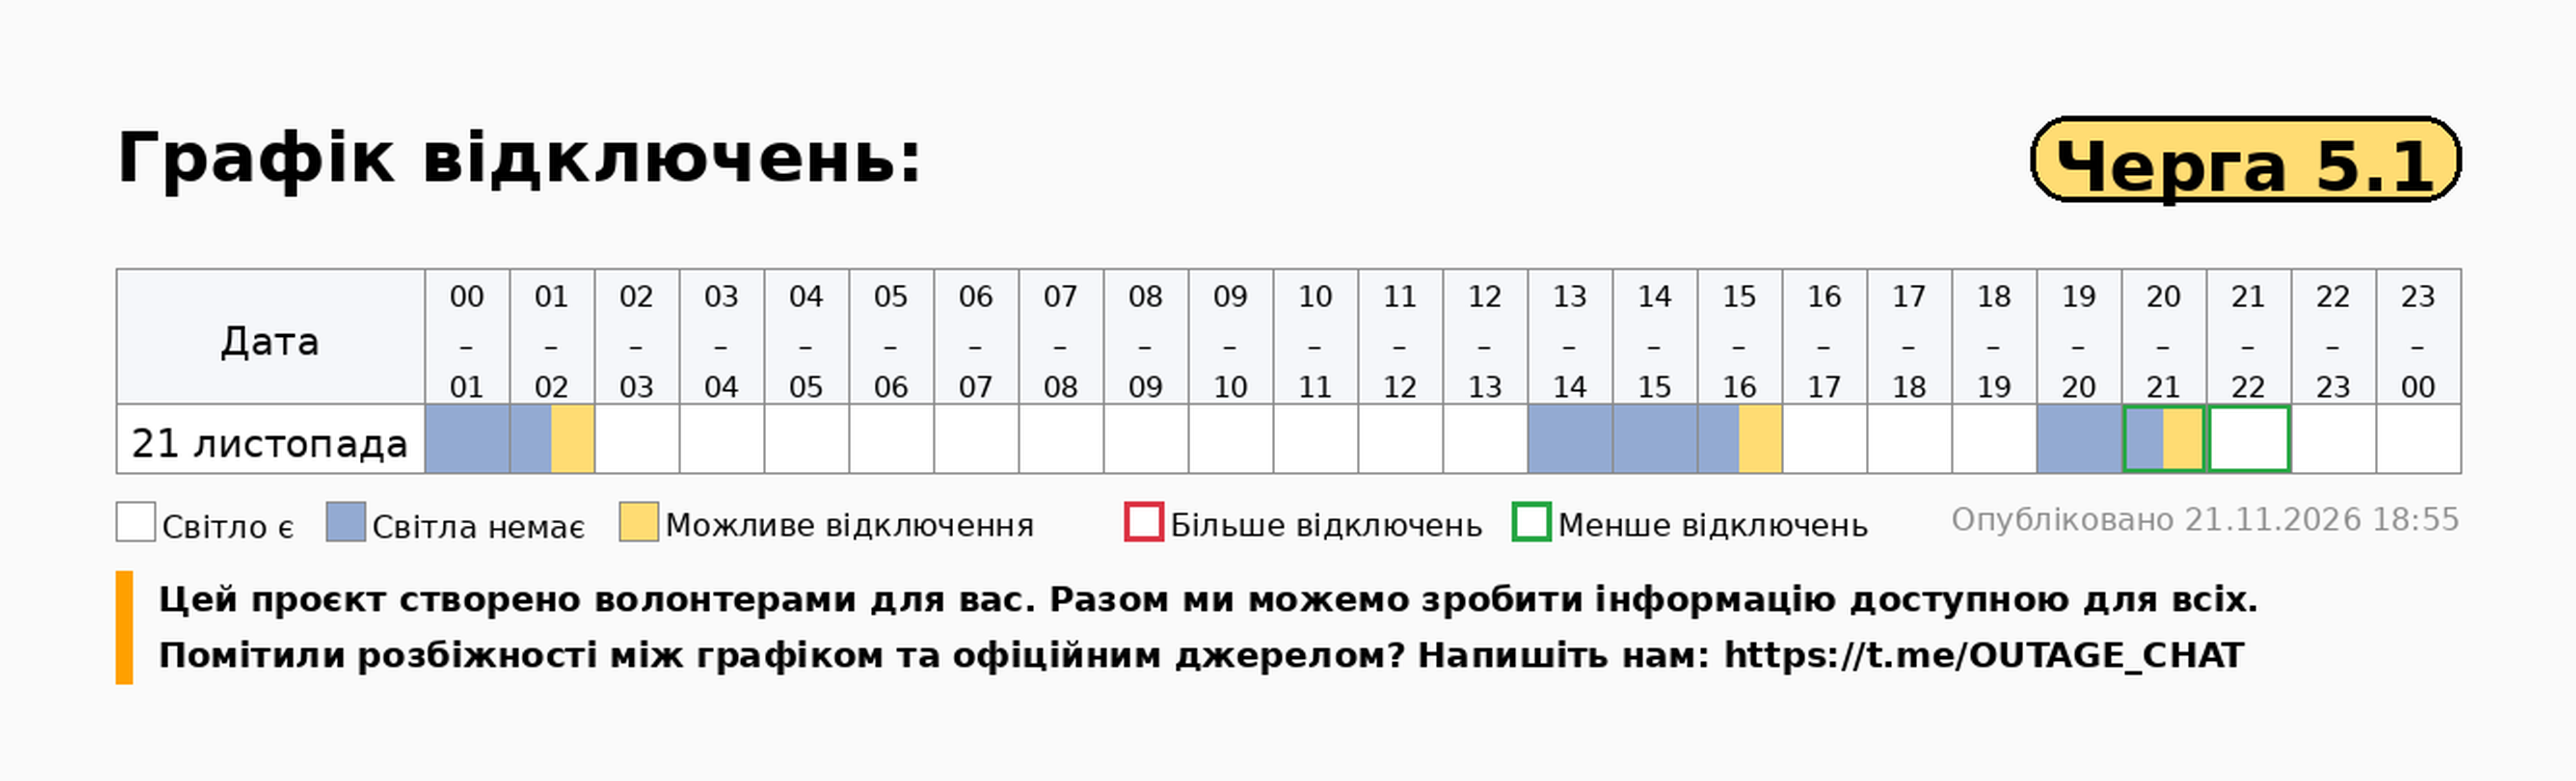 Графік відключень:
Черга 5.1
Дата
00 – 01
01 – 02
02 – 03
03 – 04
04 – 05
05 – 06
06 – 07
07 – 08
08 – 09
09 – 10
10 – 11
11 – 12
12 – 13
13 – 14
14 – 15
15 – 16
16 – 17
17 – 18
18 – 19
19 – 20
20 – 21
21 – 22
22 – 23
23 – 00
21 листопада
Світло є
Світла немає
Можливе відключення
Більше відключень
Менше відключень
Опубліковано 21.11.2026 18:55
Цей проєкт створено волонтерами для вас. Разом ми можемо зробити інформацію доступною для всіх.
Помітили розбіжності між графіком та офіційним джерелом? Напишіть нам: https://t.me/OUTAGE_CHAT